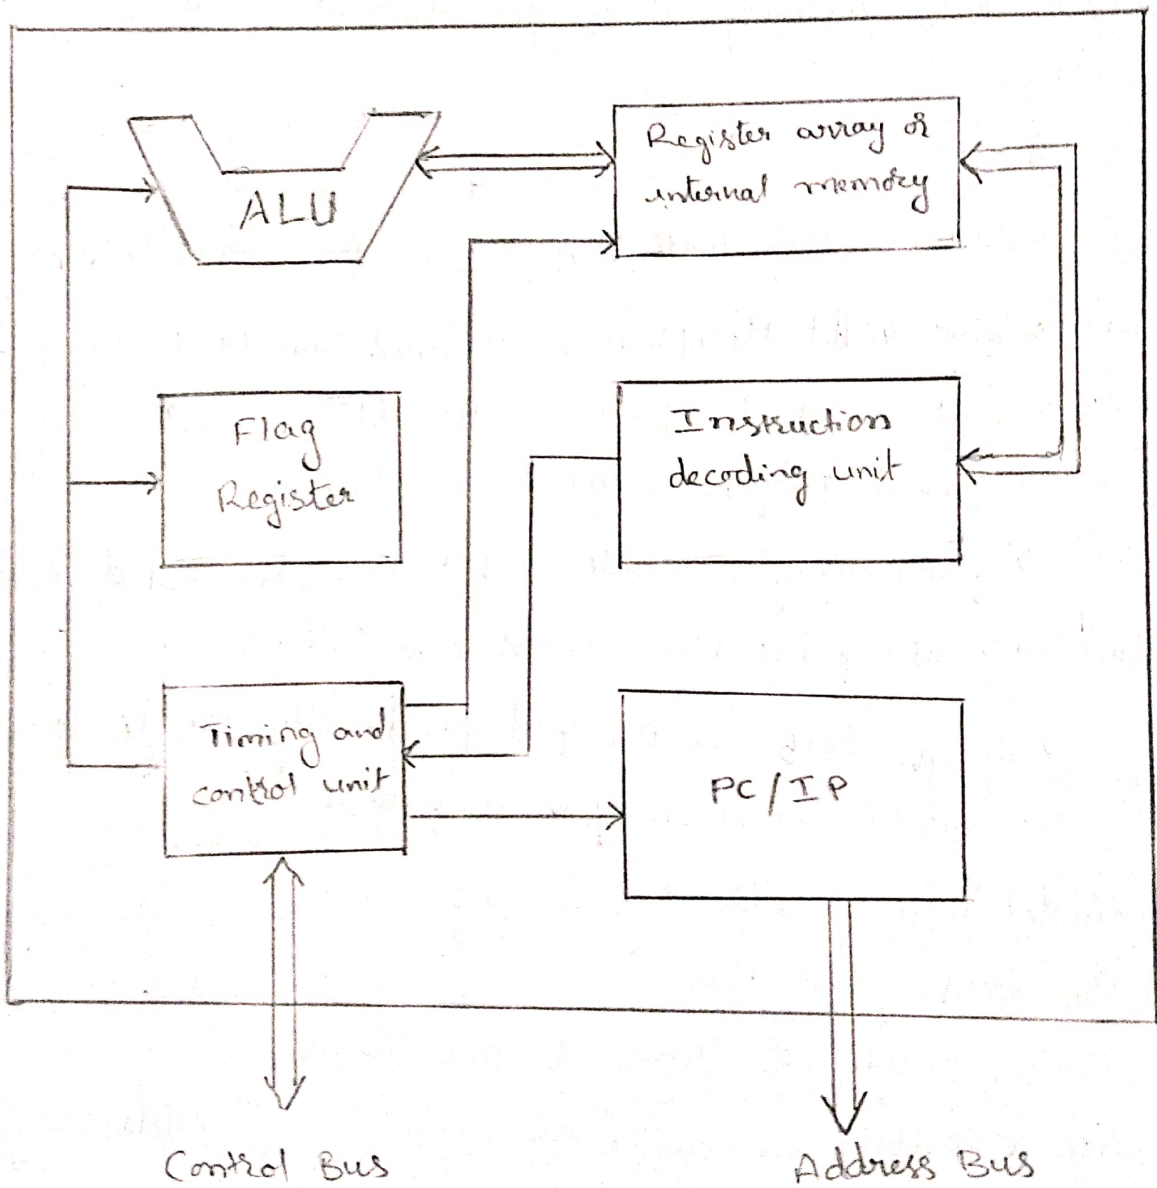 Register array or
internal memory
ALU
Flag
Register
Instruction
decoding unit
Timing and
control unit
PC/IP
Control Bus
Address Bus